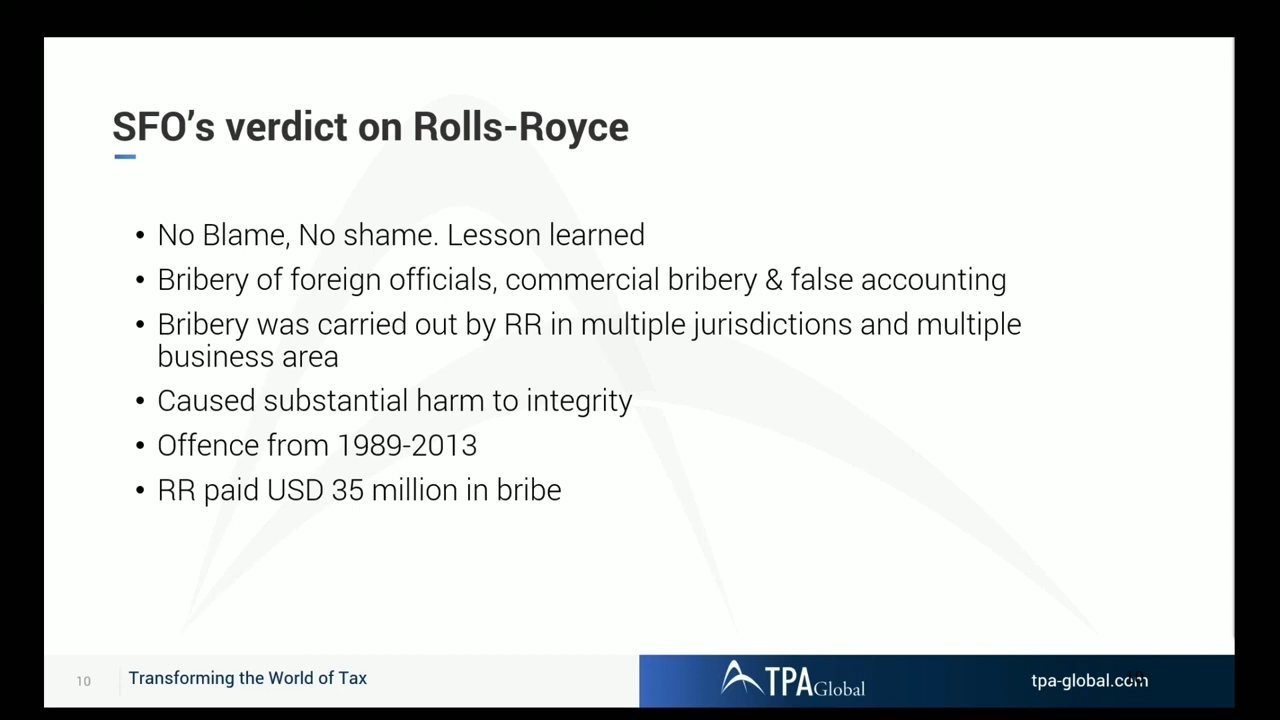 SFO's verdict on Rolls-Royce
• No Blame, No shame. Lesson learned
• Bribery of foreign officials, commercial bribery & false accounting
• Bribery was carried out by RR in multiple jurisdictions and multiple
business area
• Caused substantial harm to integrity
• Offence from 1989-2013
• RR paid USD 35 million in bribe
10
Transforming the World of Tax
TPA Global
tpa-global.com